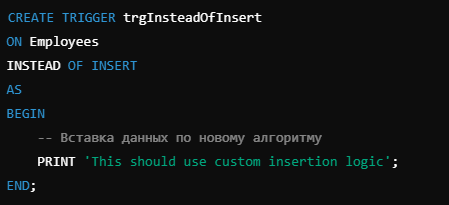 CREATE TRIGGER trgInsteadOfInsert
ON Employees
INSTEAD OF INSERT
AS
BEGIN
    -- Вставка данных по новому алгоритму
    PRINT 'This should use custom insertion logic';
END;